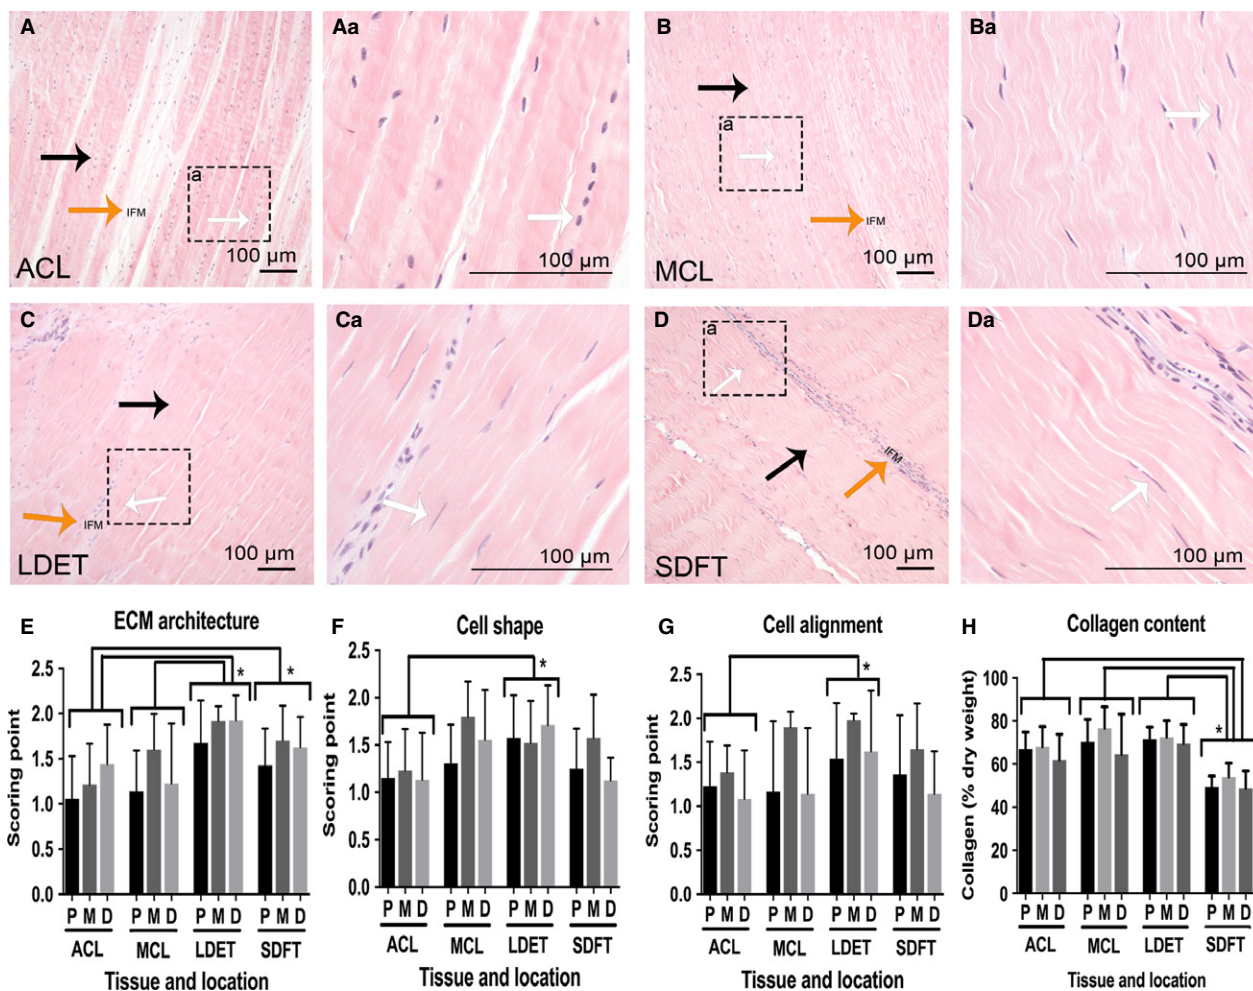 A
IFM
a
ACL
100 µm
Aa
100 µm
B
a
IFM
MCL
100 µm
Ba
100 µm
C
IFM
LDET
100 µm
Ca
100 µm
D
a
IFM
SDFT
100 µm
Da
100 µm
E
ECM architecture
*
*
Scoring point
2.5
2.0
1.5
1.0
0.5
0.0
P M D P M D P M D P M D
ACL MCL LDET SDFT
Tissue and location
F
Cell shape
*
Scoring point
2.5
2.0
1.5
1.0
0.5
0.0
P M D P M D P M D P M D
ACL MCL LDET SDFT
Tissue and location
G
Cell alignment
*
Scoring point
2.5
2.0
1.5
1.0
0.5
0.0
P M D P M D P M D P M D
ACL MCL LDET SDFT
Tissue and location
H
Collagen content
*
Collagen (% dry weight)
100
80
60
40
20
0
P M D P M D P M D P M D
ACL MCL LDET SDFT
Tissue and location